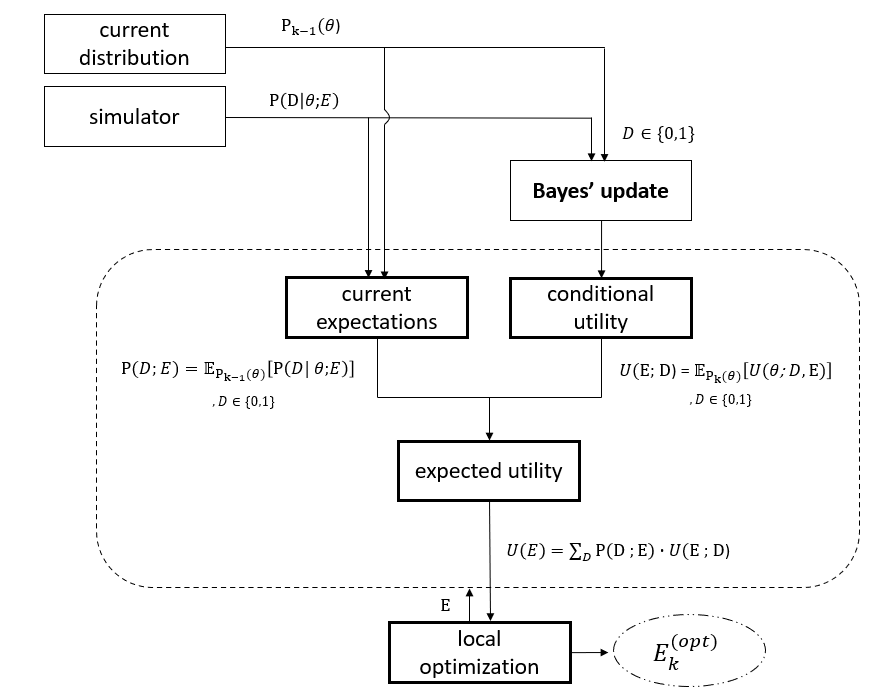 current
distribution
P_{k−1}(θ)
simulator
P(D|θ;E)
D ∈ {0,1}
Bayes’ update
current
expectations
conditional
utility
P(D; E) = 𝔼_{P_{k−1}(θ)}[P(D| θ;E)]
, D ∈ {0,1}
U(E; D) = 𝔼_{P_k(θ)}[U(θ; D, E)]
, D ∈ {0,1}
expected utility
U(E) = ∑_D P(D ; E) · U(E ; D)
E
local
optimization
E_k^{(opt)}